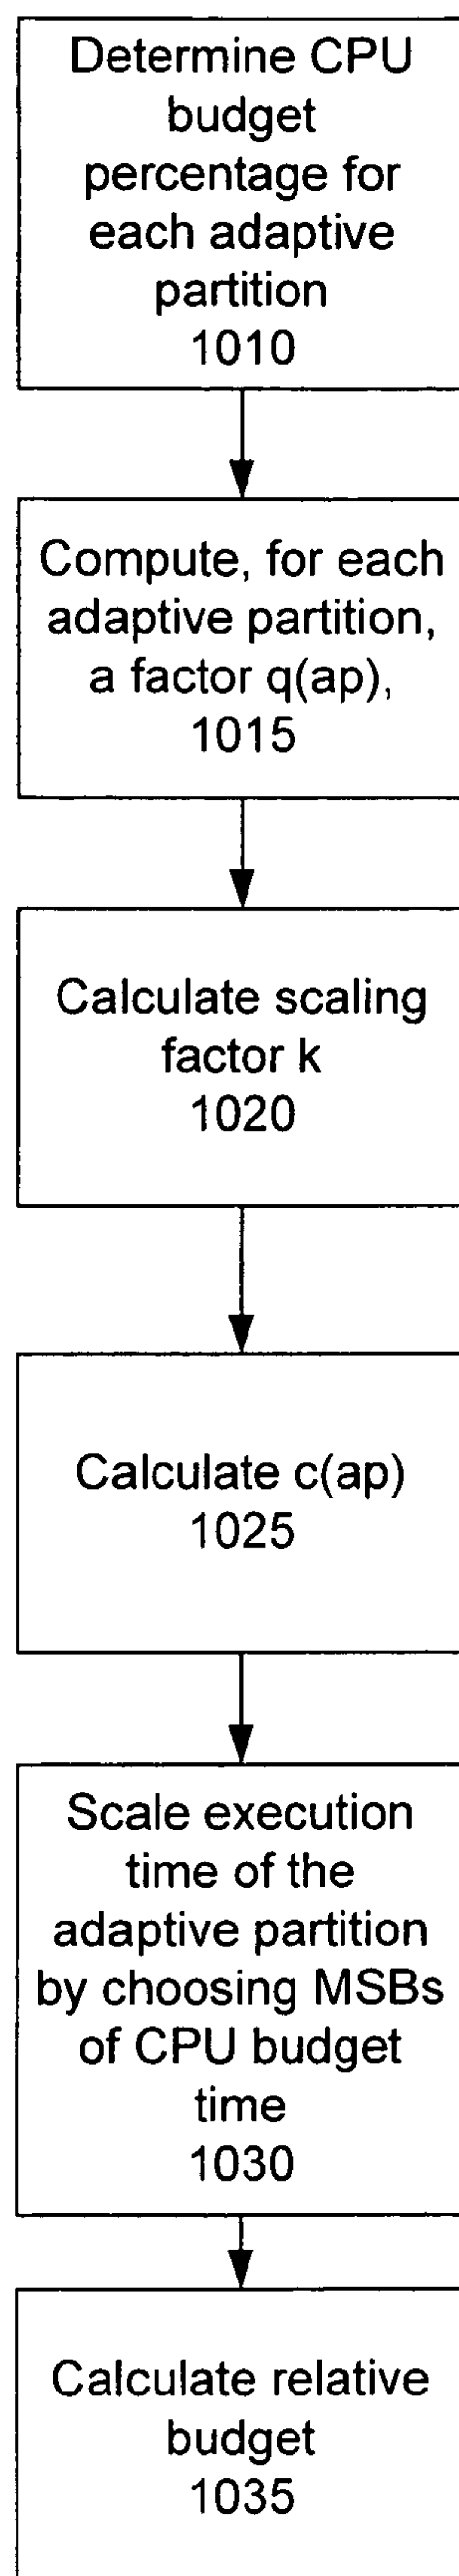 Determine CPU
budget
percentage for
each adaptive
partition
1010
Compute, for each
adaptive partition,
a factor q(ap),
1015
Calculate scaling
factor k
1020
Calculate c(ap)
1025
Scale execution
time of the
adaptive partition
by choosing MSBs
of CPU budget
time
1030
Calculate relative
budget
1035